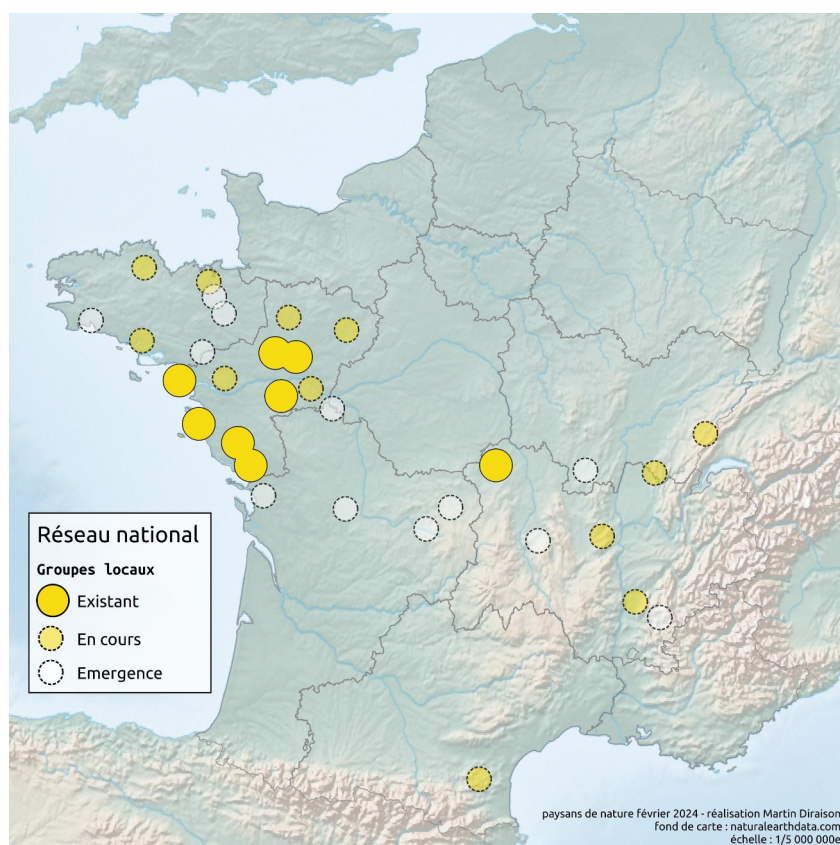 Réseau national
Groupes locaux
Existant
En cours
Emergence
paysans de nature février 2024 - réalisation Martin Diraison
fond de carte : naturalearthdata.com
échelle : 1/5 000 000e